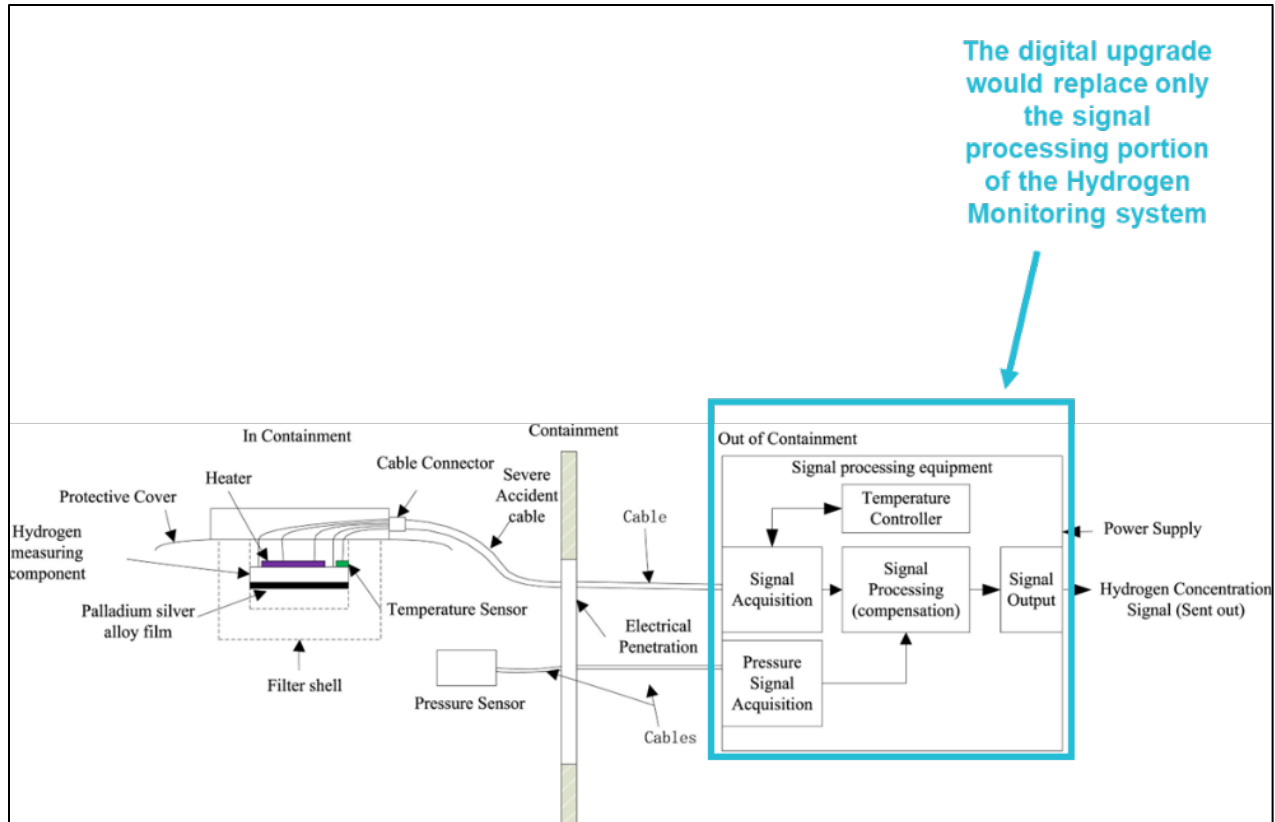 The digital upgrade
would replace only
the signal
processing portion
of the Hydrogen
Monitoring system
In Containment
Containment
Out of Containment
Cable Connector
Severe
Accident
cable
Signal processing equipment
Heater
Protective Cover
Temperature
Controller
Cable
Power Supply
Hydrogen
measuring
component
Signal
Acquisition
Signal
Processing
(compensation)
Signal
Output
Hydrogen Concentration
Signal (Sent out)
Palladium silver
alloy film
Temperature Sensor
Electrical
Penetration
Filter shell
Pressure Sensor
Pressure
Signal
Acquisition
Cables